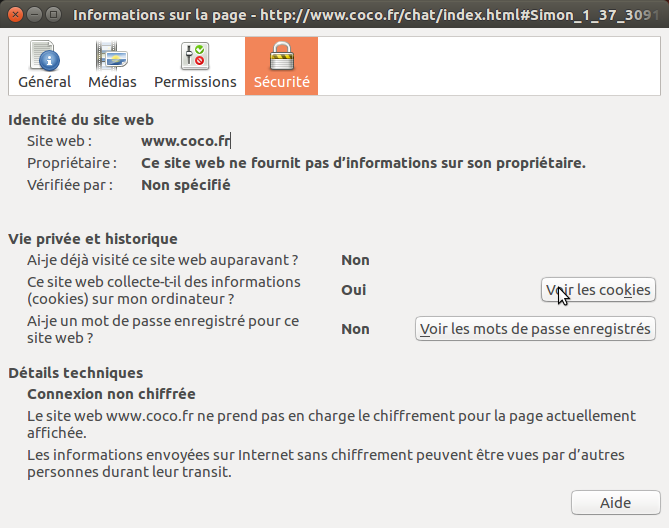 Informations sur la page - http://www.coco.fr/chat/index.html#Simon_1_37_3091
Général Médias Permissions Sécurité
Identité du site web
Site web : www.coco.fr
Propriétaire : Ce site web ne fournit pas d'informations sur son propriétaire.
Vérifiée par : Non spécifié
Vie privée et historique
Ai-je déjà visité ce site web auparavant ? Non
Ce site web collecte-t-il des informations
(cookies) sur mon ordinateur ? Oui Voir les cookies
Ai-je un mot de passe enregistré pour ce
site web ? Non Voir les mots de passe enregistrés
Détails techniques
Connexion non chiffrée
Le site web www.coco.fr ne prend pas en charge le chiffrement pour la page actuellement
affichée.
Les informations envoyées sur Internet sans chiffrement peuvent être vues par d'autres
personnes durant leur transit.
Aide